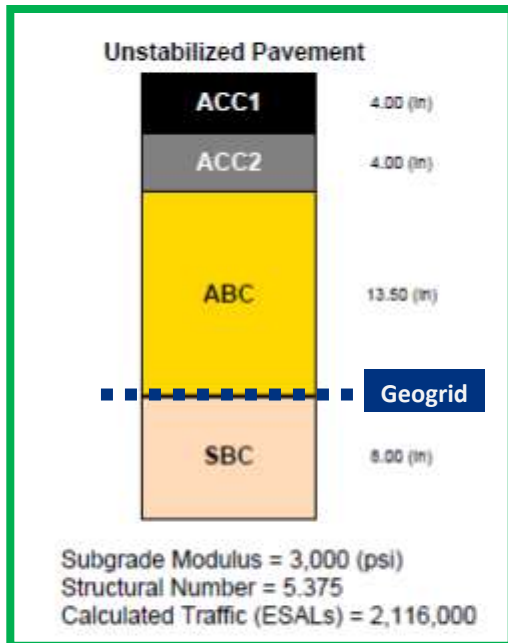 Unstabilized Pavement
ACC1 4.00 (in)
ACC2 4.00 (in)
ABC 13.50 (in)
Geogrid
SBC 8.00 (in)
Subgrade Modulus = 3,000 (psi)
Structural Number = 5.375
Calculated Traffic (ESALs) = 2,116,000